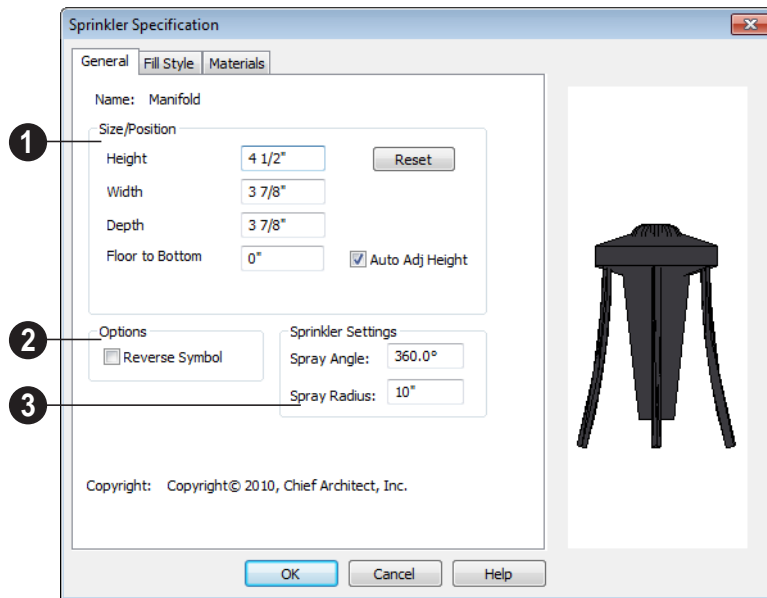 Sprinkler Specification
General Fill Style Materials
Name: Manifold
1
Size/Position
Height 4 1/2" Reset
Width 3 7/8"
Depth 3 7/8"
Floor to Bottom 0" Auto Adj Height
2
Options
Reverse Symbol
Sprinkler Settings
Spray Angle: 360.0°
3
Spray Radius: 10"
Copyright: Copyright© 2010, Chief Architect, Inc.
OK Cancel Help